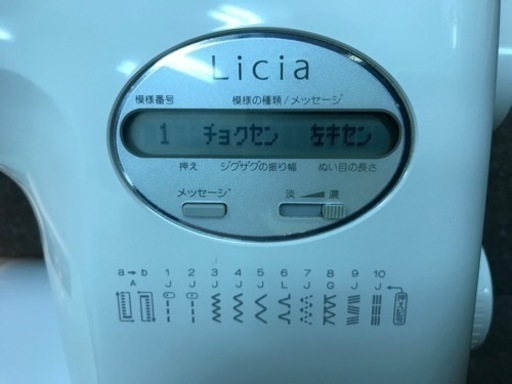 Licia
模様番号 模様の種類/メッセージ
1 チョクセン 左キセン
押え ジグザグの振り幅 ぬい目の長さ
メッセージ 淡 濃
a→b 1 2 3 4 5 6 7 8 9 10
A J J J J J L J G J J